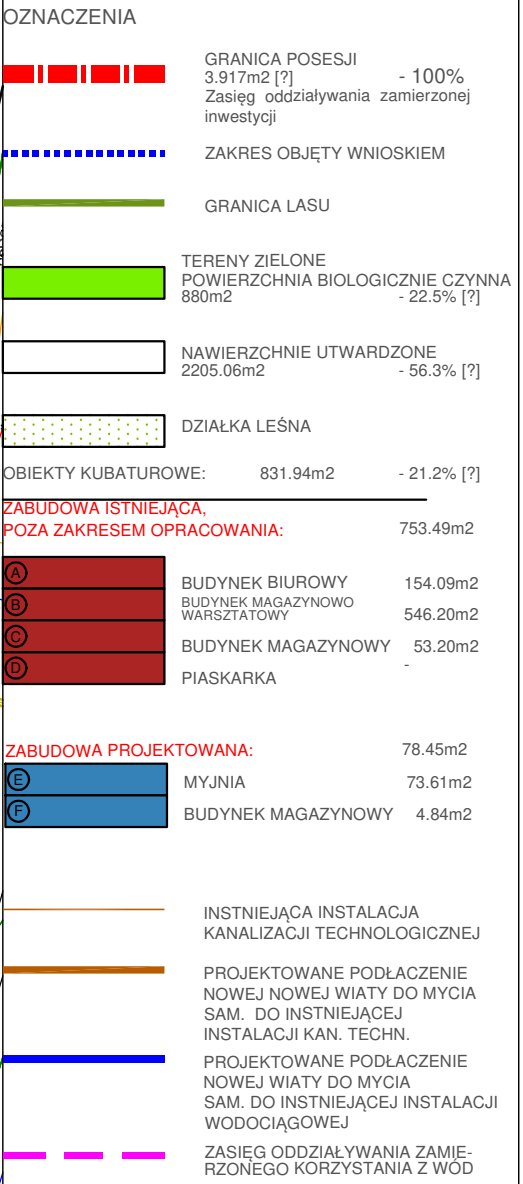 OZNACZENIA
GRANICA POSESJI
3.917m2 [?] - 100%
Zasięg oddziaływania zamierzonej
inwestycji
ZAKRES OBJĘTY WNIOSKIEM
GRANICA LASU
TERENY ZIELONE
POWIERZCHNIA BIOLOGICZNIE CZYNNA
880m2 - 22.5% [?]
NAWIERZCHNIE UTWARDZONE
2205.06m2 - 56.3% [?]
DZIAŁKA LEŚNA
OBIEKTY KUBATUROWE: 831.94m2 - 21.2% [?]
ZABUDOWA ISTNIEJĄCA,
POZA ZAKRESEM OPRACOWANIA: 753.49m2
A BUDYNEK BIUROWY 154.09m2
B BUDYNEK MAGAZYNOWO
WARSZTATOWY 546.20m2
C BUDYNEK MAGAZYNOWY 53.20m2
D PIASKARKA -
ZABUDOWA PROJEKTOWANA: 78.45m2
E MYJNIA 73.61m2
F BUDYNEK MAGAZYNOWY 4.84m2
INSTNIEJĄCA INSTALACJA
KANALIZACJI TECHNOLOGICZNEJ
PROJEKTOWANE PODŁACZENIE
NOWEJ NOWEJ WIATY DO MYCIA
SAM. DO INSTNIEJĄCEJ
INSTALACJI KAN. TECHN.
PROJEKTOWANE PODŁACZENIE
NOWEJ WIATY DO MYCIA
SAM. DO INSTNIEJĄCEJ INSTALACJI
WODOCIĄGOWEJ
ZASIĘG ODDZIAŁYWANIA ZAMIE-
RZONEGO KORZYSTANIA Z WÓD